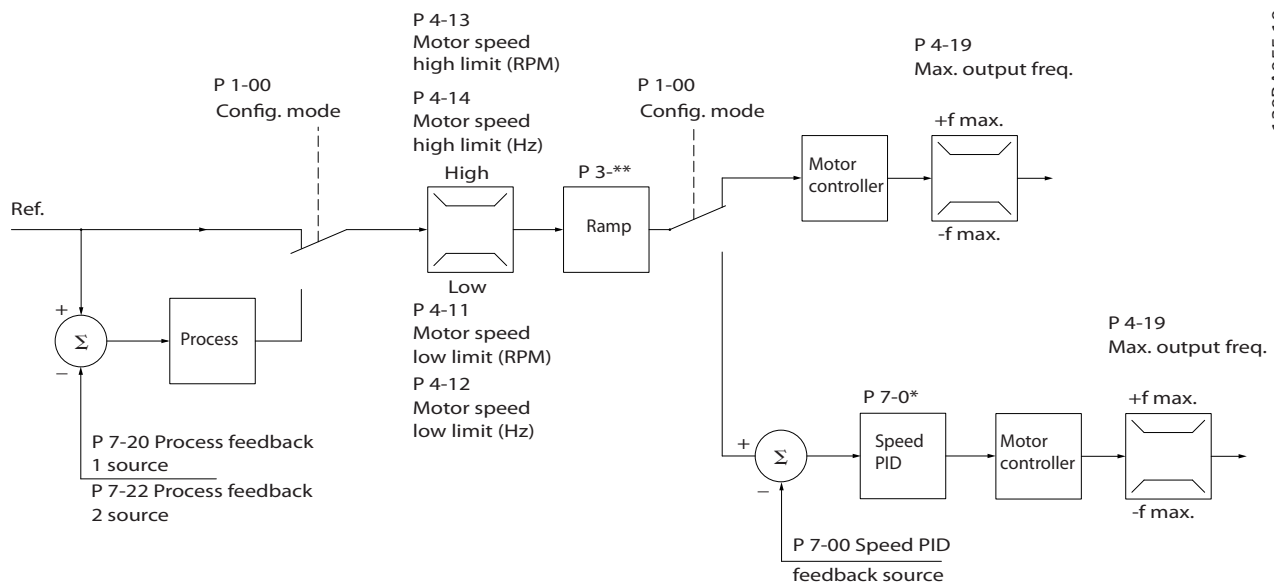 P 4-13
Motor speed
high limit (RPM)
P 4-14
Motor speed
high limit (Hz)
High
P 1-00
Config. mode
P 3-**
Ramp
P 1-00
Config. mode
P 4-19
Max. output freq.
+f max.
Motor
controller
-f max.
Ref.
+
Σ
−
Process
Low
P 4-11
Motor speed
low limit (RPM)
P 4-12
Motor speed
low limit (Hz)
P 7-20 Process feedback
1 source
P 7-22 Process feedback
2 source
P 4-19
Max. output freq.
+f max.
P 7-0*
+
Σ
−
Speed
PID
Motor
controller
-f max.
P 7-00 Speed PID
feedback source